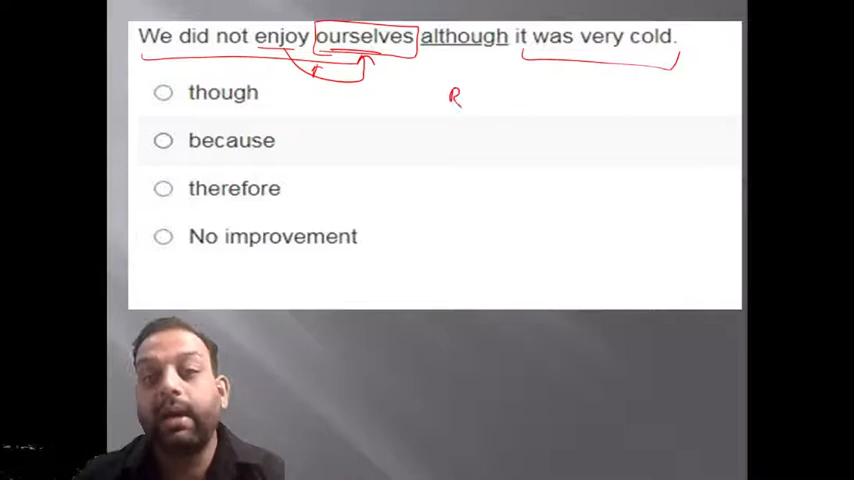 We did not enjoy ourselves although it was very cold.
R
though
because
therefore
No improvement